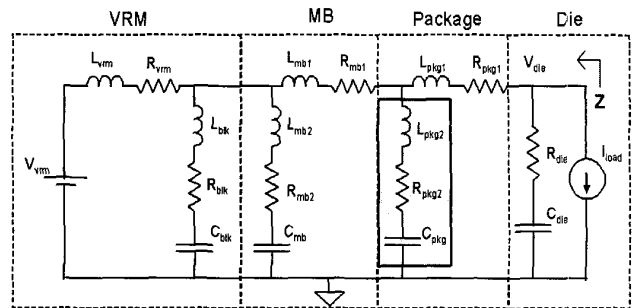 VRM MB Package Die
Lvrm Rvrm Lmb1 Rmb1 Lpkg1 Rpkg1 Vdie
Z
Lblk Lmb2 Lpkg2
Vvrm Rblk Rmb2 Rpkg2 Rdie Iload
Cblk Cmb Cpkg Cdie